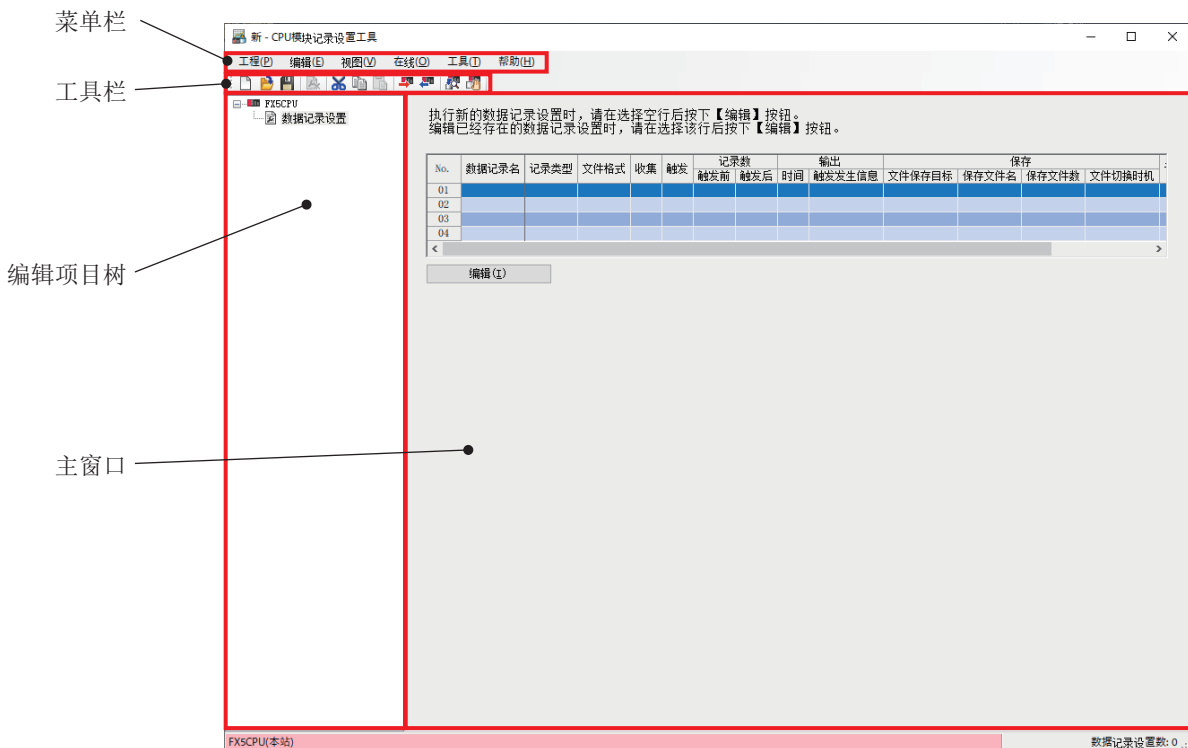 菜单栏
新 - CPU模块记录设置工具
工程(P) 编辑(E) 视图(V) 在线(O) 工具(T) 帮助(H)
工具栏
FX5CPU
数据记录设置
执行新的数据记录设置时，请在选择空行后按下【编辑】按钮。
编辑已经存在的数据记录设置时，请在选择该行后按下【编辑】按钮。
No. 数据记录名 记录类型 文件格式 收集 触发 记录数 输出 保存
触发前 触发后 时间 触发发生信息 文件保存目标 保存文件名 保存文件数 文件切换时机
01
02
03
04
编辑(I)
编辑项目树
主窗口
FX5CPU(本站) 数据记录设置数: 0